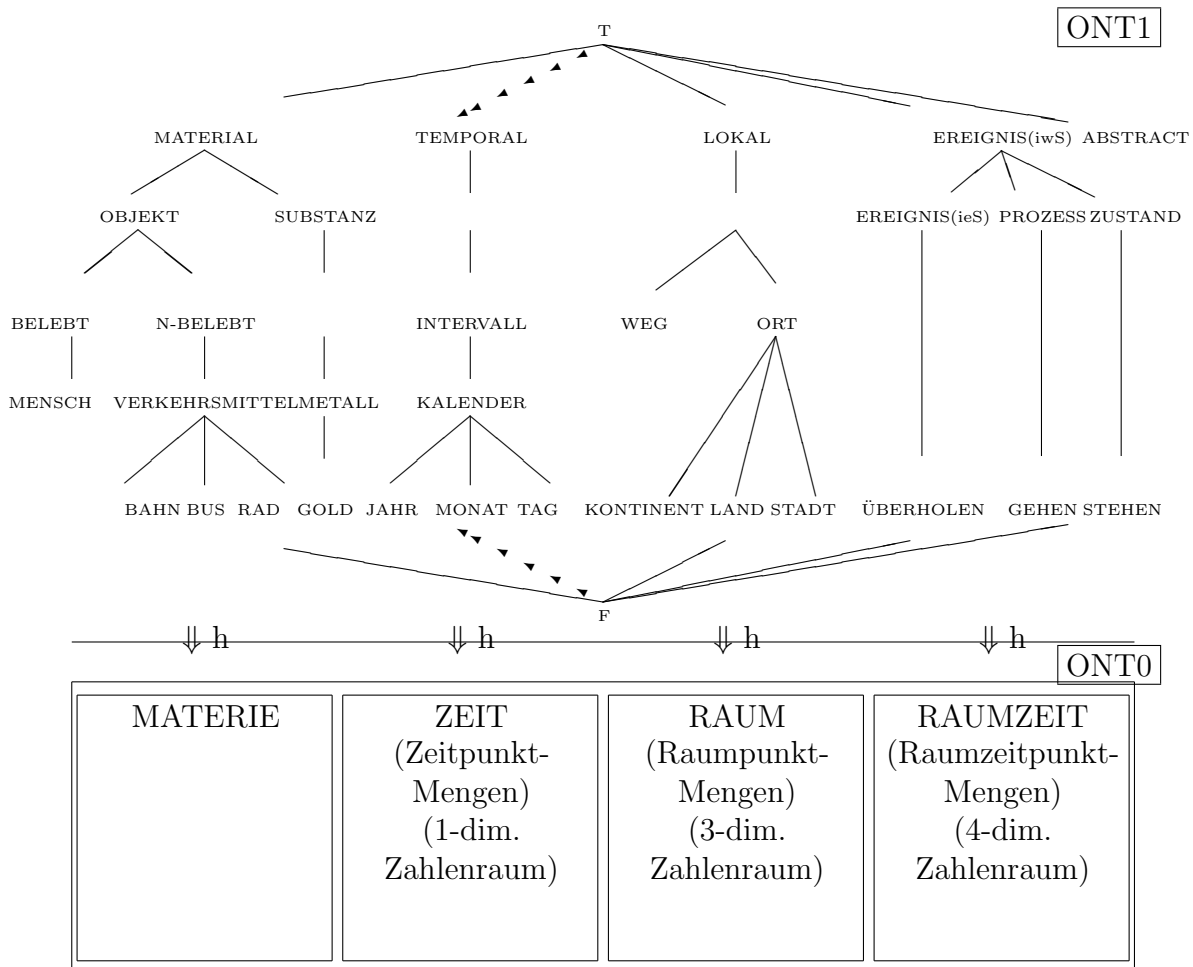 T
ONT1
MATERIAL TEMPORAL LOKAL EREIGNIS(iwS) ABSTRACT
OBJEKT SUBSTANZ EREIGNIS(ieS) PROZESS ZUSTAND
BELEBT N-BELEBT INTERVALL WEG ORT
MENSCH VERKEHRSMITTEL METALL KALENDER
BAHN BUS RAD GOLD JAHR MONAT TAG KONTINENT LAND STADT ÜBERHOLEN GEHEN STEHEN
F
⇓ h ⇓ h ⇓ h ⇓ h
ONT0
MATERIE
ZEIT
(Zeitpunkt-
Mengen)
(1-dim.
Zahlenraum)
RAUM
(Raumpunkt-
Mengen)
(3-dim.
Zahlenraum)
RAUMZEIT
(Raumzeitpunkt-
Mengen)
(4-dim.
Zahlenraum)